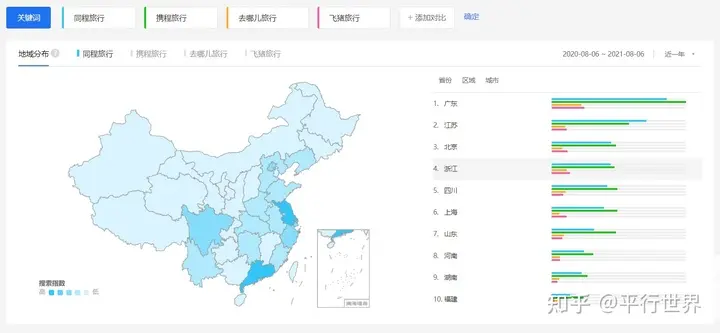 关键词 同程旅行 携程旅行 去哪儿旅行 飞猪旅行 + 添加对比 确定
地域分布 ? 同程旅行 携程旅行 去哪儿旅行 飞猪旅行 2020-08-06 ~ 2021-08-06 近一年
省份 区域 城市
1. 广东
2. 江苏
3. 北京
4. 浙江
5. 四川
6. 上海
7. 山东
8. 河南
9. 湖南
10. 福建
搜索指数
高 低
南海诸岛
知乎 @平行世界